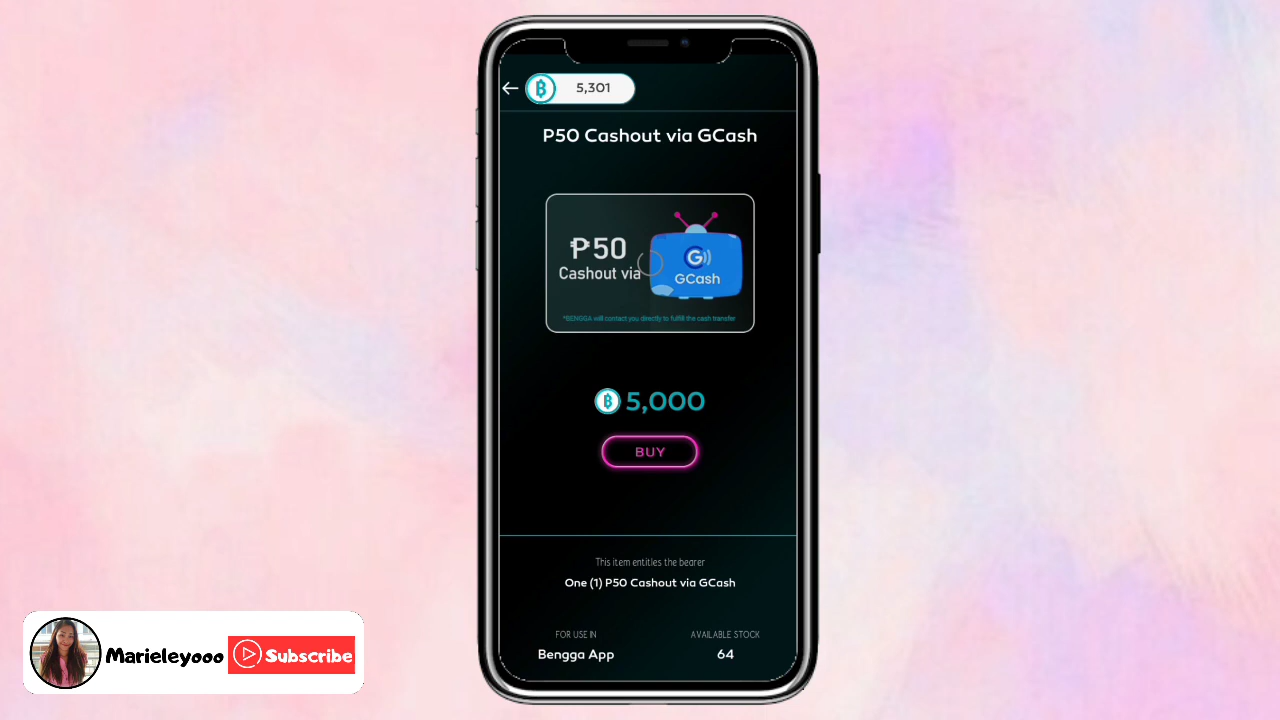 5,301
P50 Cashout via GCash
₱50
Cashout via
G
GCash
*BENGGA will contact you directly to fulfill the cash transfer
5,000
BUY
This item entitles the bearer
One (1) P50 Cashout via GCash
FOR USE IN
Bengga App
AVAILABLE STOCK
64
Marieleyooo
Subscribe